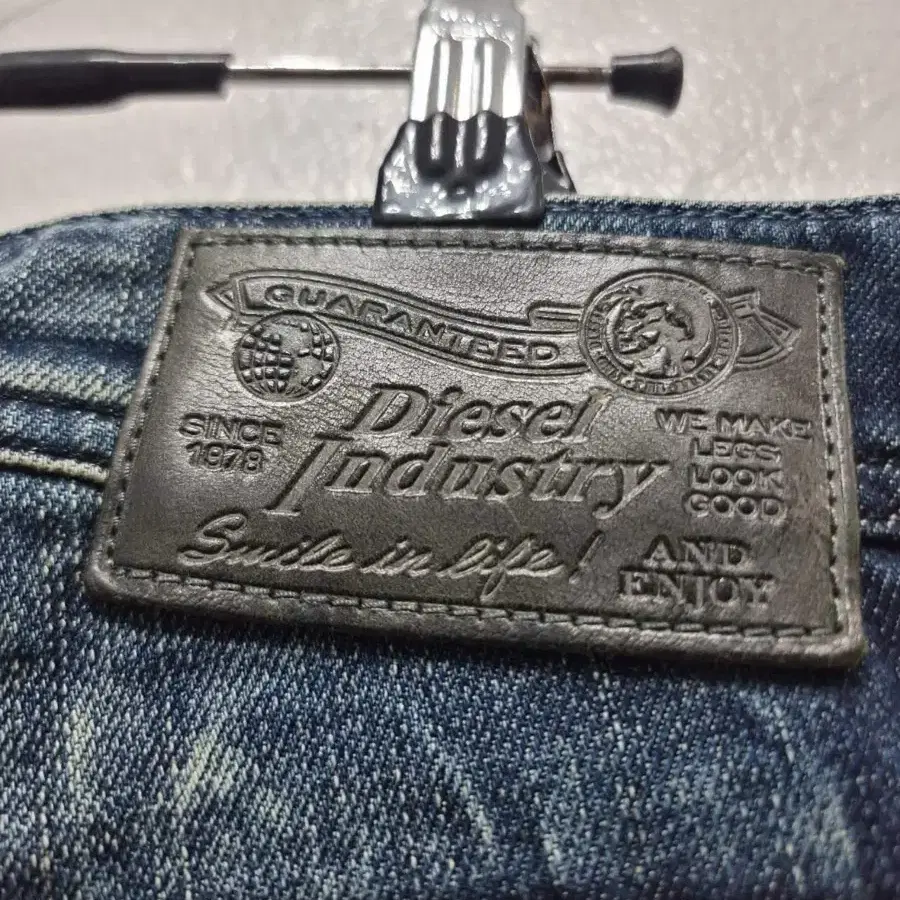 GUARANTEED
SINCE
1978
Diesel
Industry
WE MAKE
LEGS
LOOK
GOOD
Smile in life!
AND
ENJOY